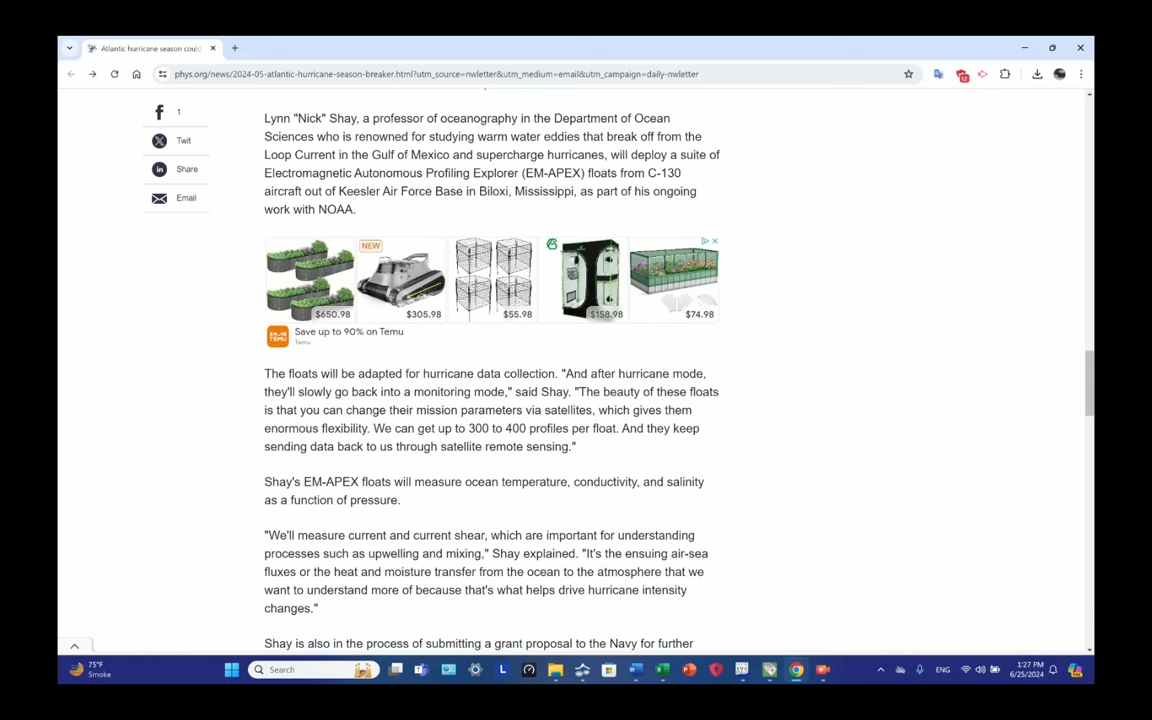 Atlantic hurricane season could
phys.org/news/2024-05-atlantic-hurricane-season-breaker.html?utm_source=nwletter&utm_medium=email&utm_campaign=daily-nwletter
12
1
Twit
Share
Email
Lynn "Nick" Shay, a professor of oceanography in the Department of Ocean
Sciences who is renowned for studying warm water eddies that break off from the
Loop Current in the Gulf of Mexico and supercharge hurricanes, will deploy a suite of
Electromagnetic Autonomous Profiling Explorer (EM-APEX) floats from C-130
aircraft out of Keesler Air Force Base in Biloxi, Mississippi, as part of his ongoing
work with NOAA.
NEW
$650.98 $305.98 $55.98 $158.98 $74.98
TEMU
Save up to 90% on Temu
Temu
The floats will be adapted for hurricane data collection. "And after hurricane mode,
they'll slowly go back into a monitoring mode," said Shay. "The beauty of these floats
is that you can change their mission parameters via satellites, which gives them
enormous flexibility. We can get up to 300 to 400 profiles per float. And they keep
sending data back to us through satellite remote sensing."
Shay's EM-APEX floats will measure ocean temperature, conductivity, and salinity
as a function of pressure.
"We'll measure current and current shear, which are important for understanding
processes such as upwelling and mixing," Shay explained. "It's the ensuing air-sea
fluxes or the heat and moisture transfer from the ocean to the atmosphere that we
want to understand more of because that's what helps drive hurricane intensity
changes."
Shay is also in the process of submitting a grant proposal to the Navy for further
75°F
Smoke
Search
ENG
1:27 PM
6/25/2024